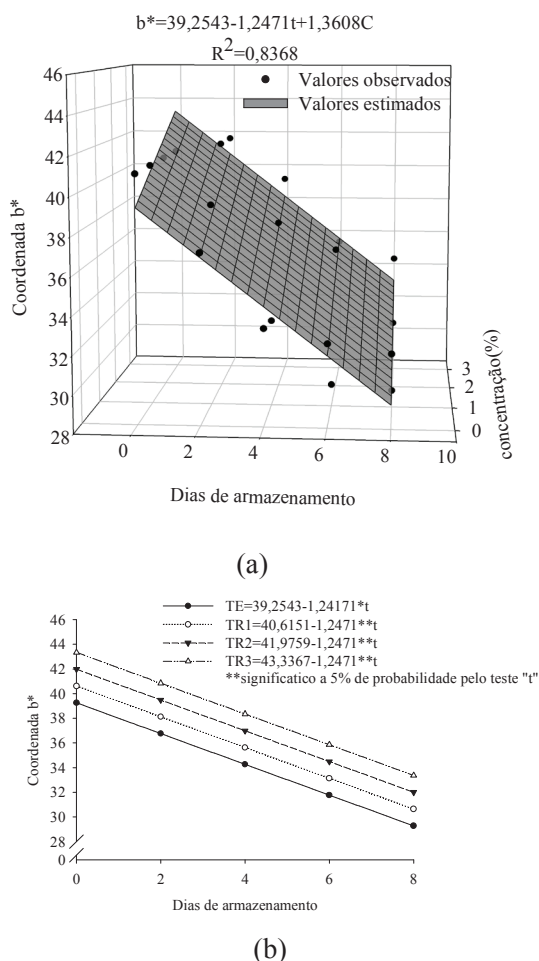 b*=39,2543-1,2471t+1,3608C
R²=0,8368
Valores observados
Valores estimados
46
44
42
40
38
36
34
32
30
28
Coordenada b*
0
2
4
6
8
10
Dias de armazenamento
3
2
1
0
concentração(%)
(a)
TE=39,2543-1,24171*t
TR1=40,6151-1,2471**t
TR2=41,9759-1,2471**t
TR3=43,3367-1,2471**t
**significatico a 5% de probabilidade pelo teste "t"
46
44
42
40
38
36
34
32
30
28
0
Coordenada b*
0
2
4
6
8
Dias de armazenamento
(b)